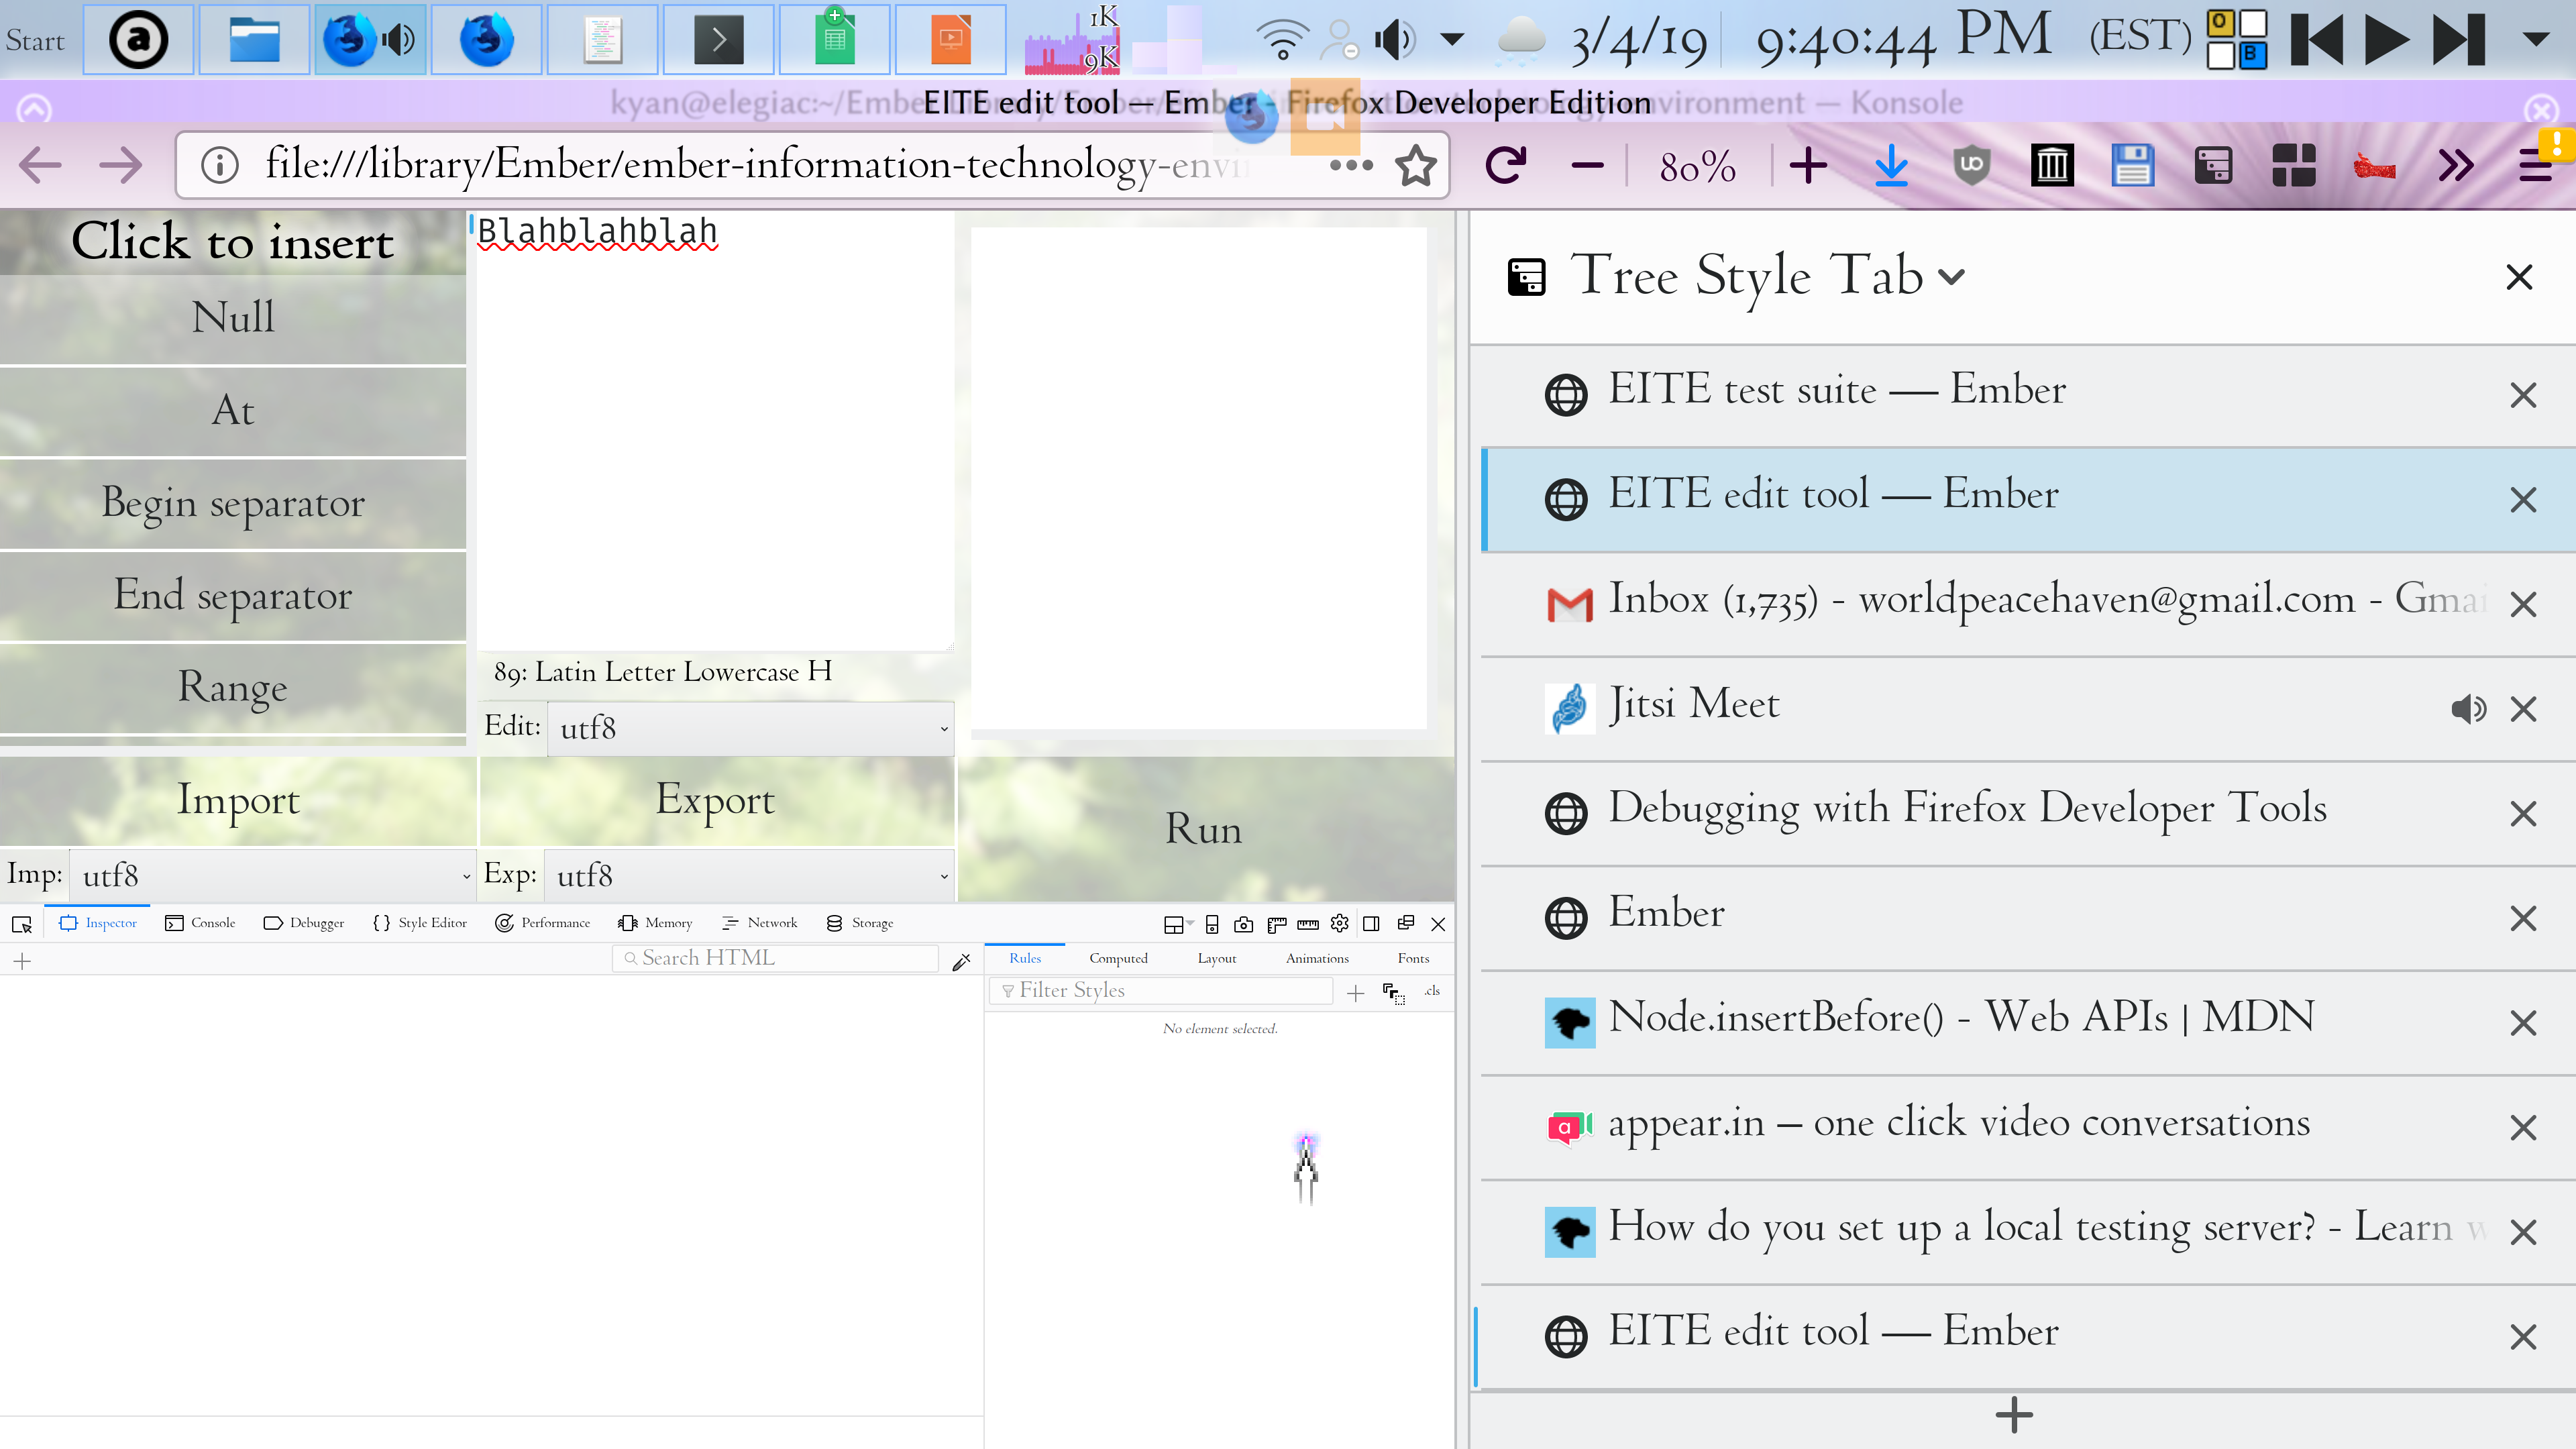 Start
1K
9K
3/4/19 9:40:44 PM (EST)
O
B
kyan@elegiac:~/Ember
EITE edit tool — Ember - Firefox Developer Edition
environment — Konsole
file:///library/Ember/ember-information-technology-envi
80%
Click to insert
Null
At
Begin separator
End separator
Range
Blahblahblah
89: Latin Letter Lowercase H
Edit: utf8
Import
Export
Run
Imp: utf8
Exp: utf8
Inspector Console Debugger Style Editor Performance Memory Network Storage
Search HTML
Rules Computed Layout Animations Fonts
Filter Styles
.cls
No element selected.
Tree Style Tab
EITE test suite — Ember
EITE edit tool — Ember
Inbox (1,735) - worldpeacehaven@gmail.com - Gmai
Jitsi Meet
Debugging with Firefox Developer Tools
Ember
Node.insertBefore() - Web APIs | MDN
appear.in – one click video conversations
How do you set up a local testing server? - Learn w
EITE edit tool — Ember